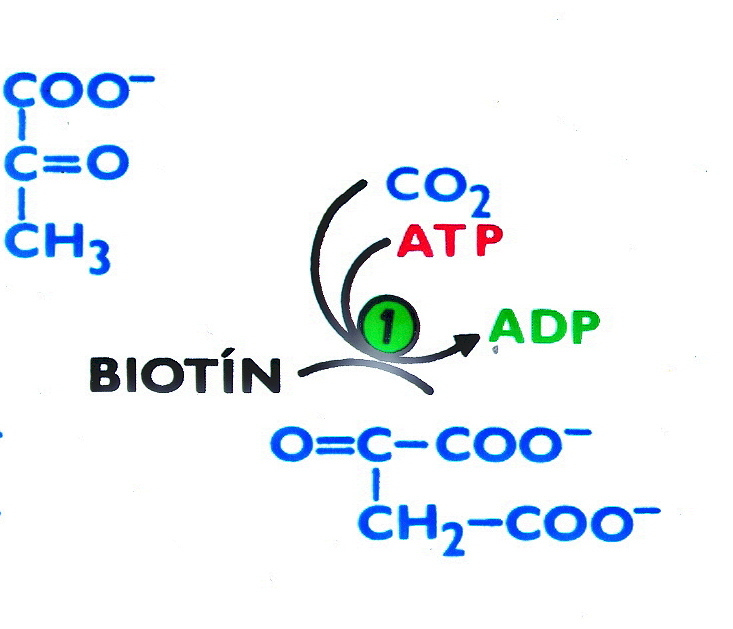 COO⁻
C=O
CH₃
CO₂
ATP
1
ADP
BIOTÍN
O=C–COO⁻
CH₂–COO⁻